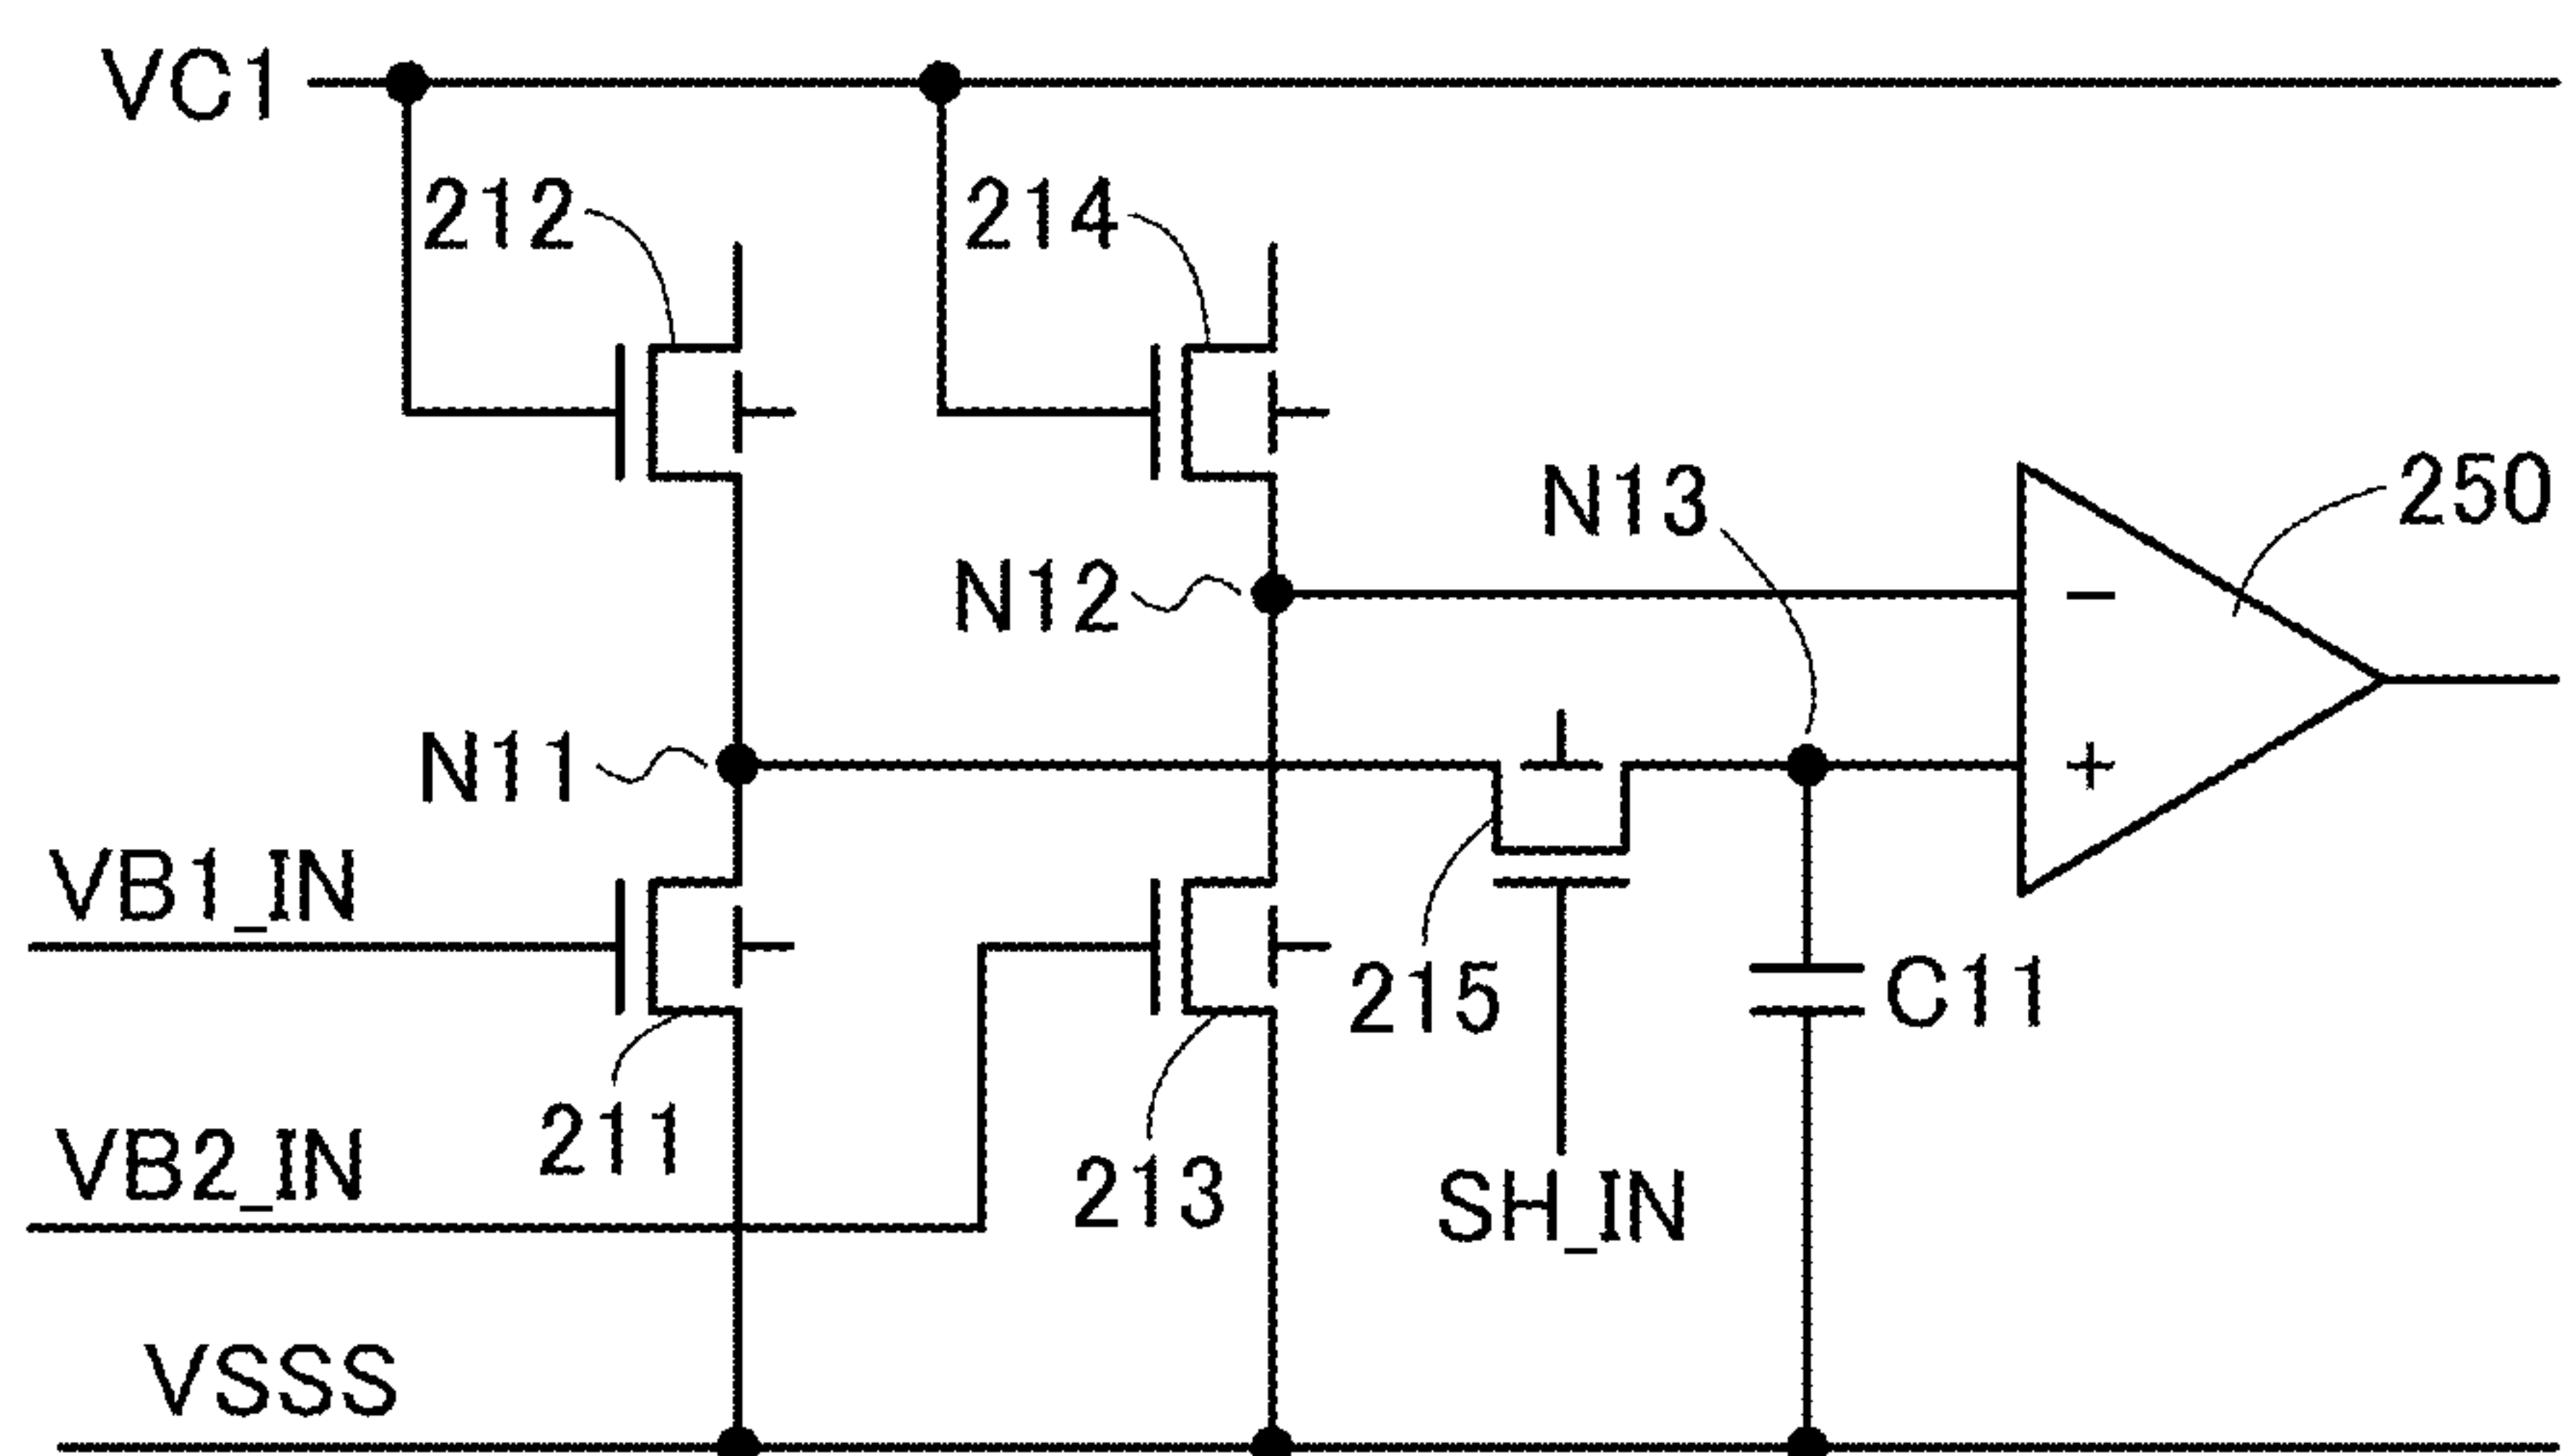 VC1
212
214
N13
250
N12
−
N11
+
VB1_IN
215
C11
211
VB2_IN
213
SH_IN
VSSS